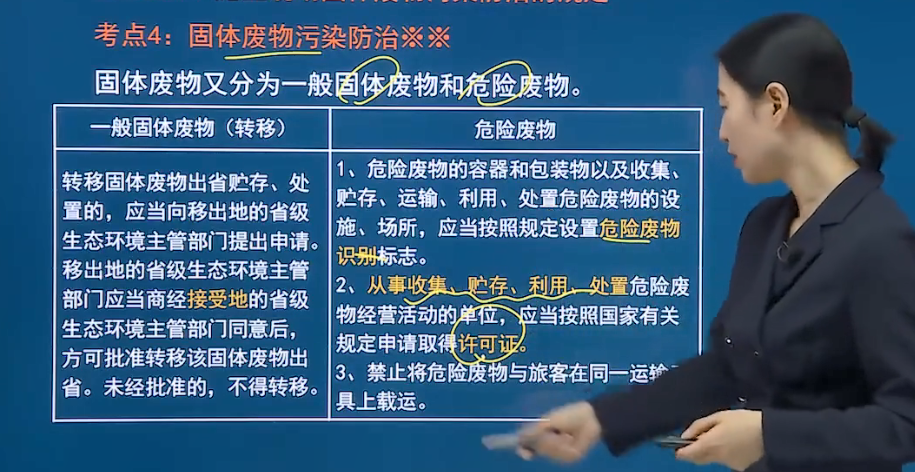 考点4：固体废物污染防治※※
固体废物又分为一般固体废物和危险废物。
一般固体废物（转移）
危险废物
转移固体废物出省贮存、处
置的，应当向移出地的省级
生态环境主管部门提出申请。
移出地的省级生态环境主管
部门应当商经接受地的省级
生态环境主管部门同意后，
方可批准转移该固体废物出
省。未经批准的，不得转移。
1、危险废物的容器和包装物以及收集、
贮存、运输、利用、处置危险废物的设
施、场所，应当按照规定设置危险废物
识别标志。
2、从事收集、贮存、利用、处置危险废
物经营活动的单位，应当按照国家有关
规定申请取得许可证。
3、禁止将危险废物与旅客在同一运输
具上载运。